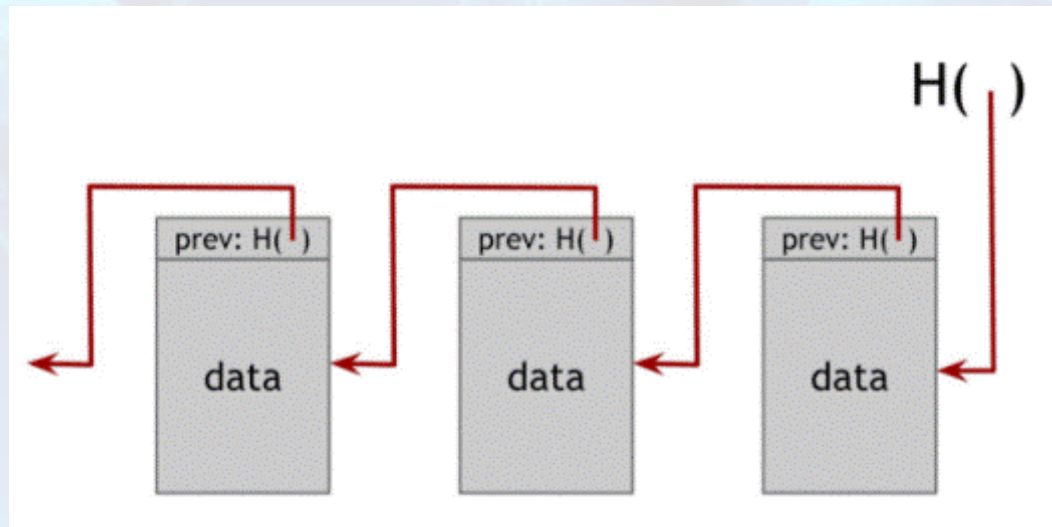 H( )
prev: H( )
prev: H( )
prev: H( )
data
data
data